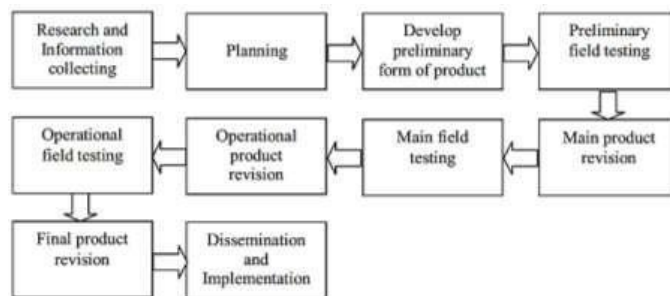 Research and
Information
collecting
Planning
Develop
preliminary
form of product
Preliminary
field testing
Main product
revision
Main field
testing
Operational
product
revision
Operational
field testing
Final product
revision
Dissemination
and
Implementation